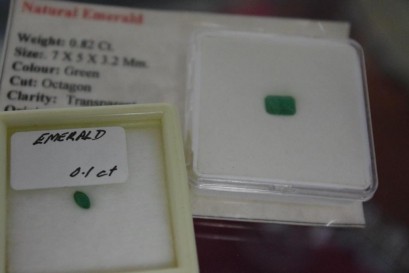 Natural Emerald
Weight: 0.82 Ct.
Size: 7 X 5 X 3.2 Mm.
Colour: Green
Cut: Octagon
Clarity:
EMERALD
0.1 ct